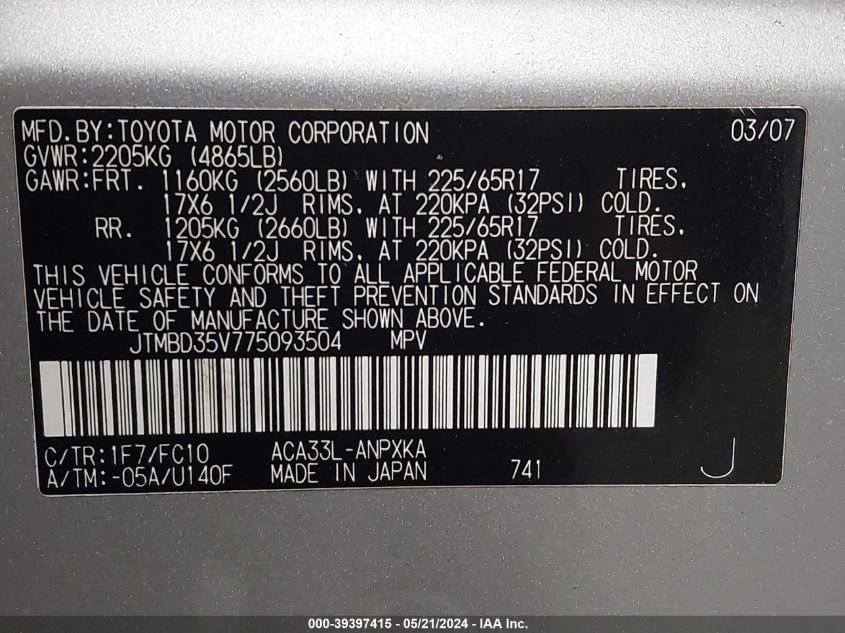 MFD.BY:TOYOTA MOTOR CORPORATION 03/07
GVWR:2205KG (4865LB)
GAWR:FRT. 1160KG (2560LB) WITH 225/65R17 TIRES,
17X6 1/2J RIMS, AT 220KPA (32PSI) COLD.
RR. 1205KG (2660LB) WITH 225/65R17 TIRES,
17X6 1/2J RIMS, AT 220KPA (32PSI) COLD.
THIS VEHICLE CONFORMS TO ALL APPLICABLE FEDERAL MOTOR
VEHICLE SAFETY AND THEFT PREVENTION STANDARDS IN EFFECT ON
THE DATE OF MANUFACTURE SHOWN ABOVE.
JTMBD35V775093504 MPV
C/TR:1F7/FC10 ACA33L-ANPXKA
A/TM:-05A/U140F MADE IN JAPAN 741 J
000-39397415 - 05/21/2024 - IAA Inc.